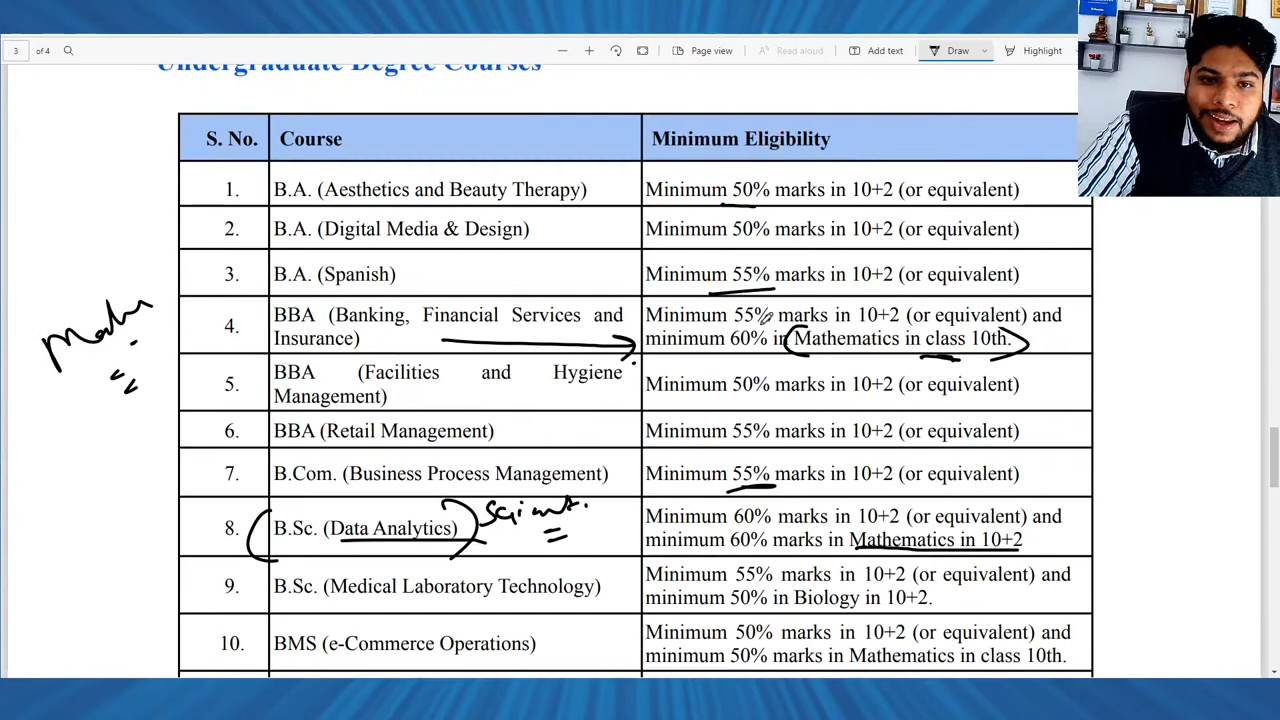 3 of 4 Page view Read aloud Add text Draw Highlight
Undergraduate Degree Courses
S. No. Course Minimum Eligibility
1. B.A. (Aesthetics and Beauty Therapy) Minimum 50% marks in 10+2 (or equivalent)
2. B.A. (Digital Media & Design) Minimum 50% marks in 10+2 (or equivalent)
3. B.A. (Spanish) Minimum 55% marks in 10+2 (or equivalent)
4. BBA (Banking, Financial Services and
Insurance)
Minimum 55% marks in 10+2 (or equivalent) and
minimum 60% in Mathematics in class 10th.
5. BBA (Facilities and Hygiene
Management)
Minimum 50% marks in 10+2 (or equivalent)
6. BBA (Retail Management) Minimum 55% marks in 10+2 (or equivalent)
7. B.Com. (Business Process Management) Minimum 55% marks in 10+2 (or equivalent)
8. B.Sc. (Data Analytics)
Minimum 60% marks in 10+2 (or equivalent) and
minimum 60% marks in Mathematics in 10+2
9. B.Sc. (Medical Laboratory Technology)
Minimum 55% marks in 10+2 (or equivalent) and
minimum 50% in Biology in 10+2.
10. BMS (e-Commerce Operations)
Minimum 50% marks in 10+2 (or equivalent) and
minimum 50% marks in Mathematics in class 10th.